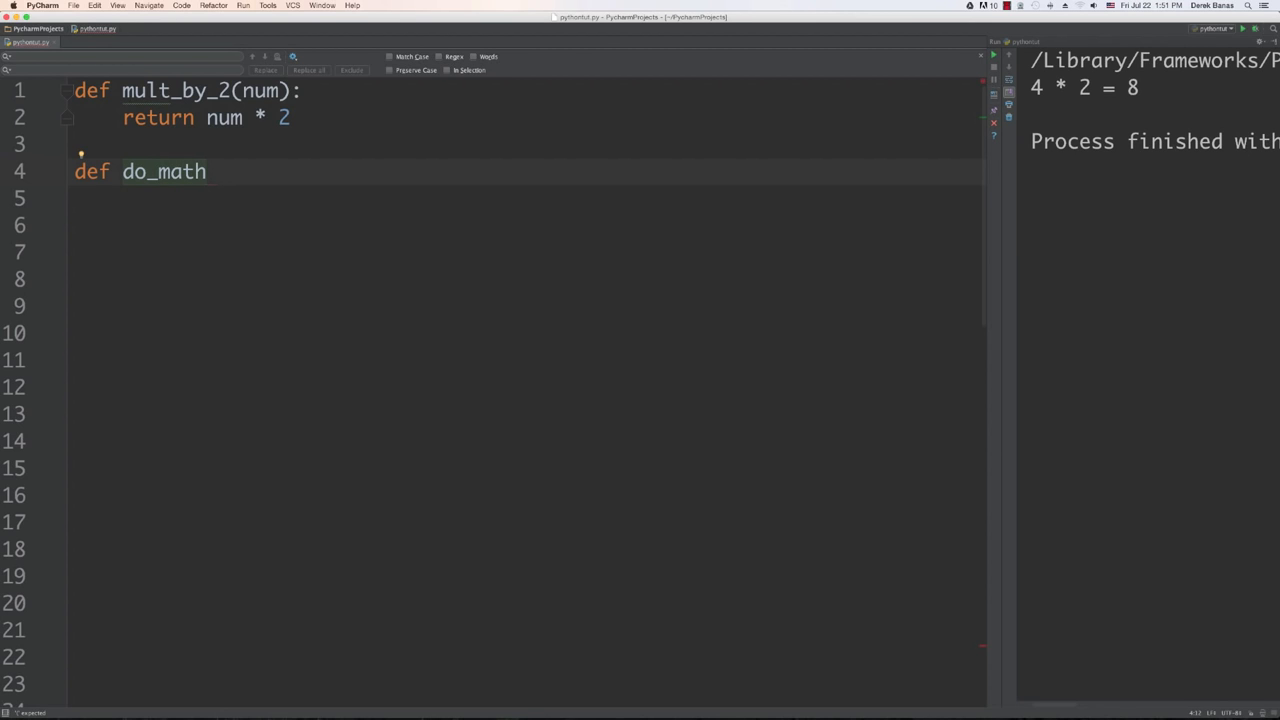 PyCharm File Edit View Navigate Code Refactor Run Tools VCS Window Help 10 Fri Jul 22 1:51 PM Derek Banas
pythontut.py - PycharmProjects - [~/PycharmProjects]
PycharmProjects pythontut.py pythontut
pythontut.py Run pythontut
Match Case Regex Words
Replace Replace all Exclude Preserve Case In Selection
1 def mult_by_2(num):
2 return num * 2
3
4 def do_math
5
6
7
8
9
10
11
12
13
14
15
16
17
18
19
20
21
22
23
/Library/Frameworks/P
4 * 2 = 8
Process finished with
'(' expected 4:12 LF÷ UTF-8÷